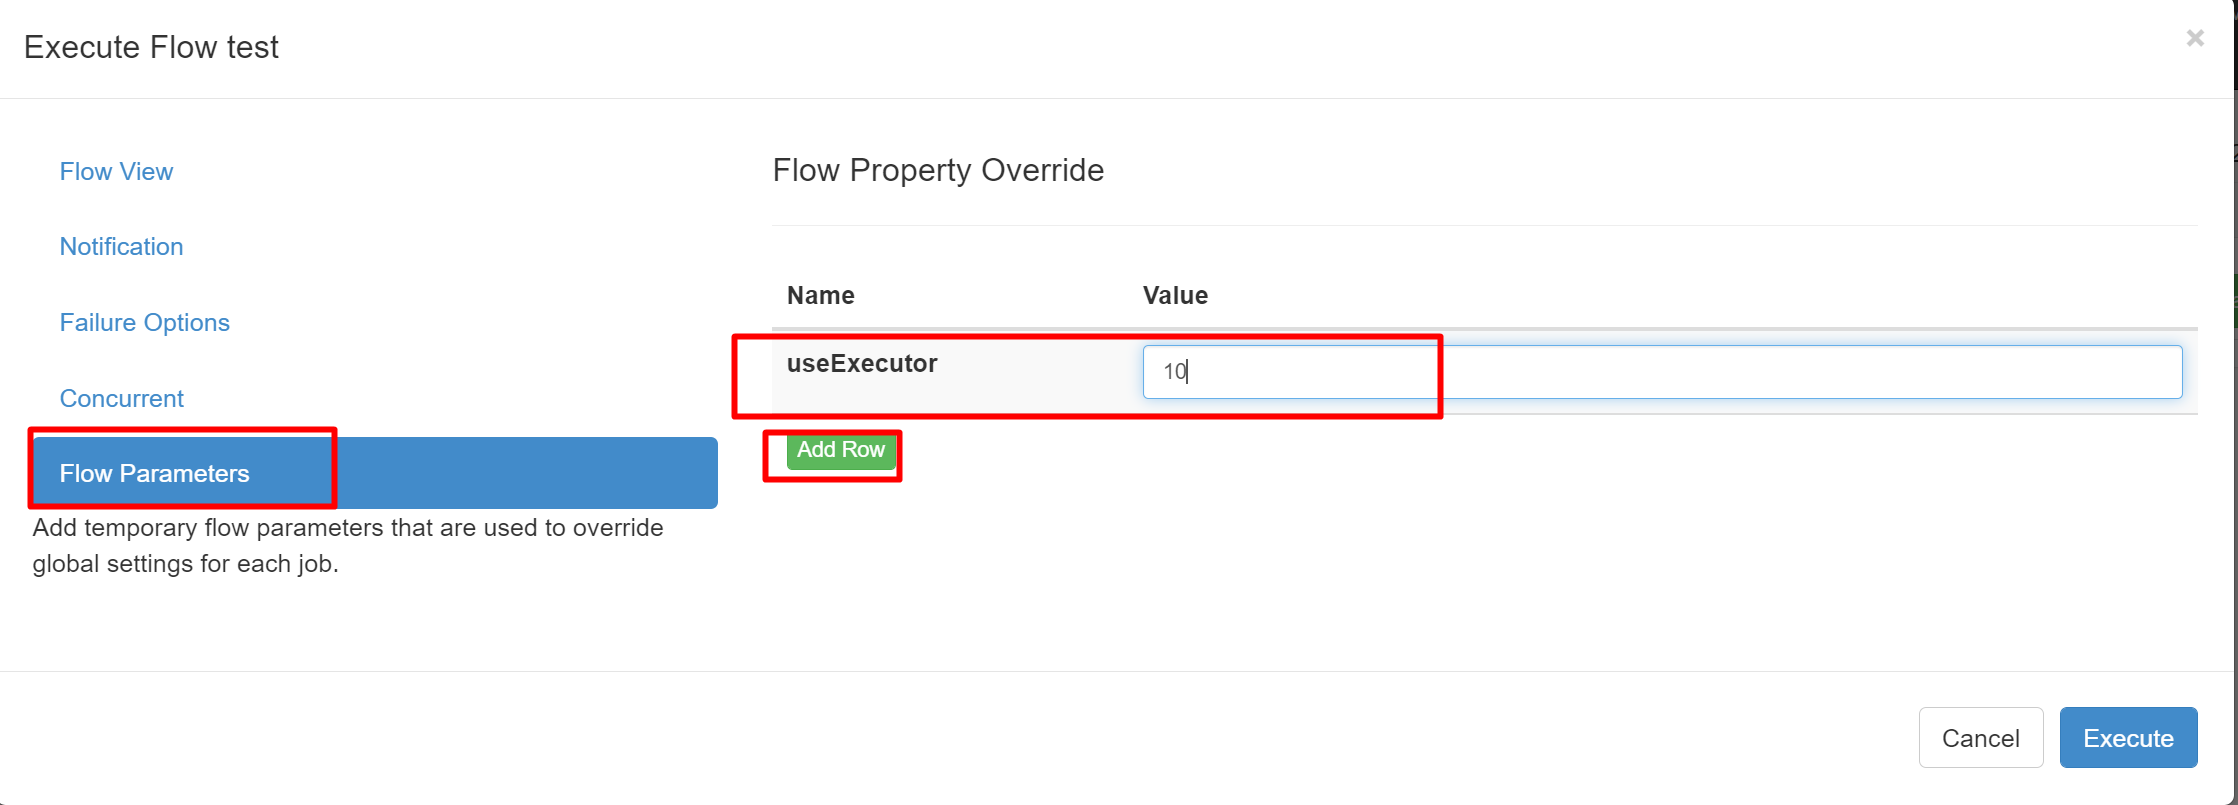 Execute Flow test
×
Flow View
Notification
Failure Options
Concurrent
Flow Parameters
Add temporary flow parameters that are used to override
global settings for each job.
Flow Property Override
Name Value
useExecutor 10
Add Row
Cancel Execute